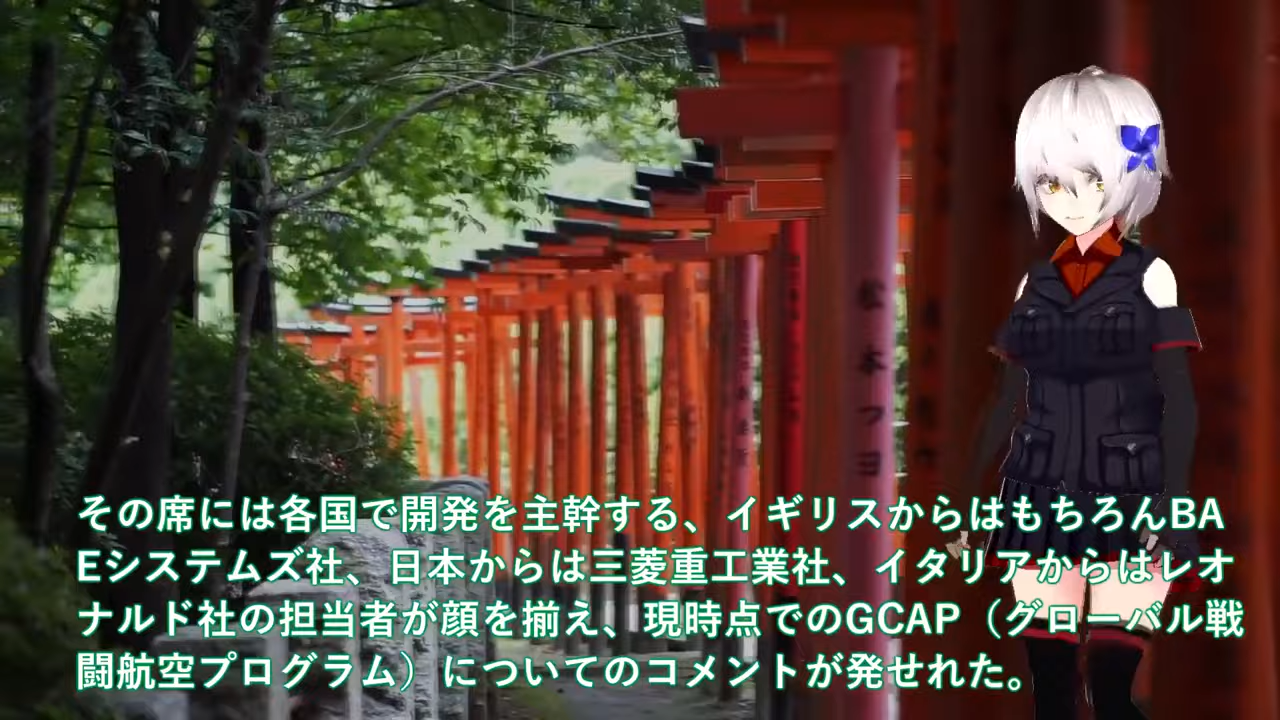 松本つヨ
その席には各国で開発を主幹する、イギリスからはもちろんBA
Eシステムズ社、日本からは三菱重工業社、イタリアからはレオ
ナルド社の担当者が顔を揃え、現時点でのGCAP（グローバル戦
闘航空プログラム）についてのコメントが発せれた。